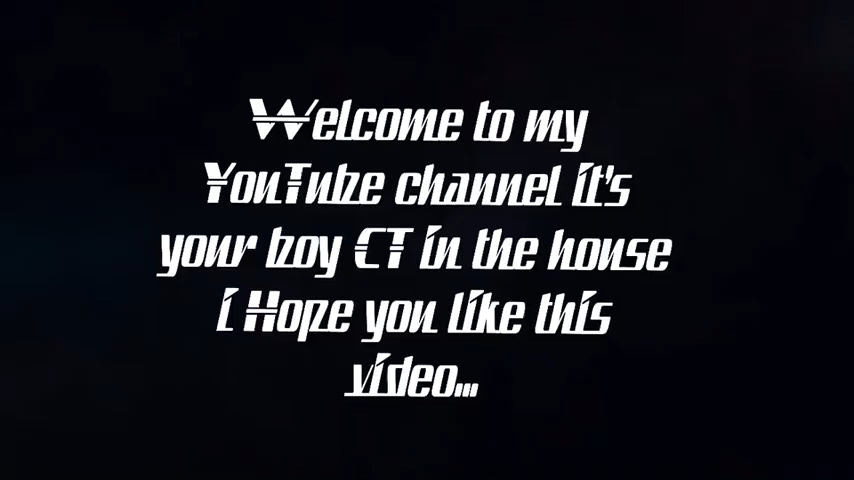 Welcome to my
YouTube channel it's
your boy CT in the house
i Hope you like this
video...